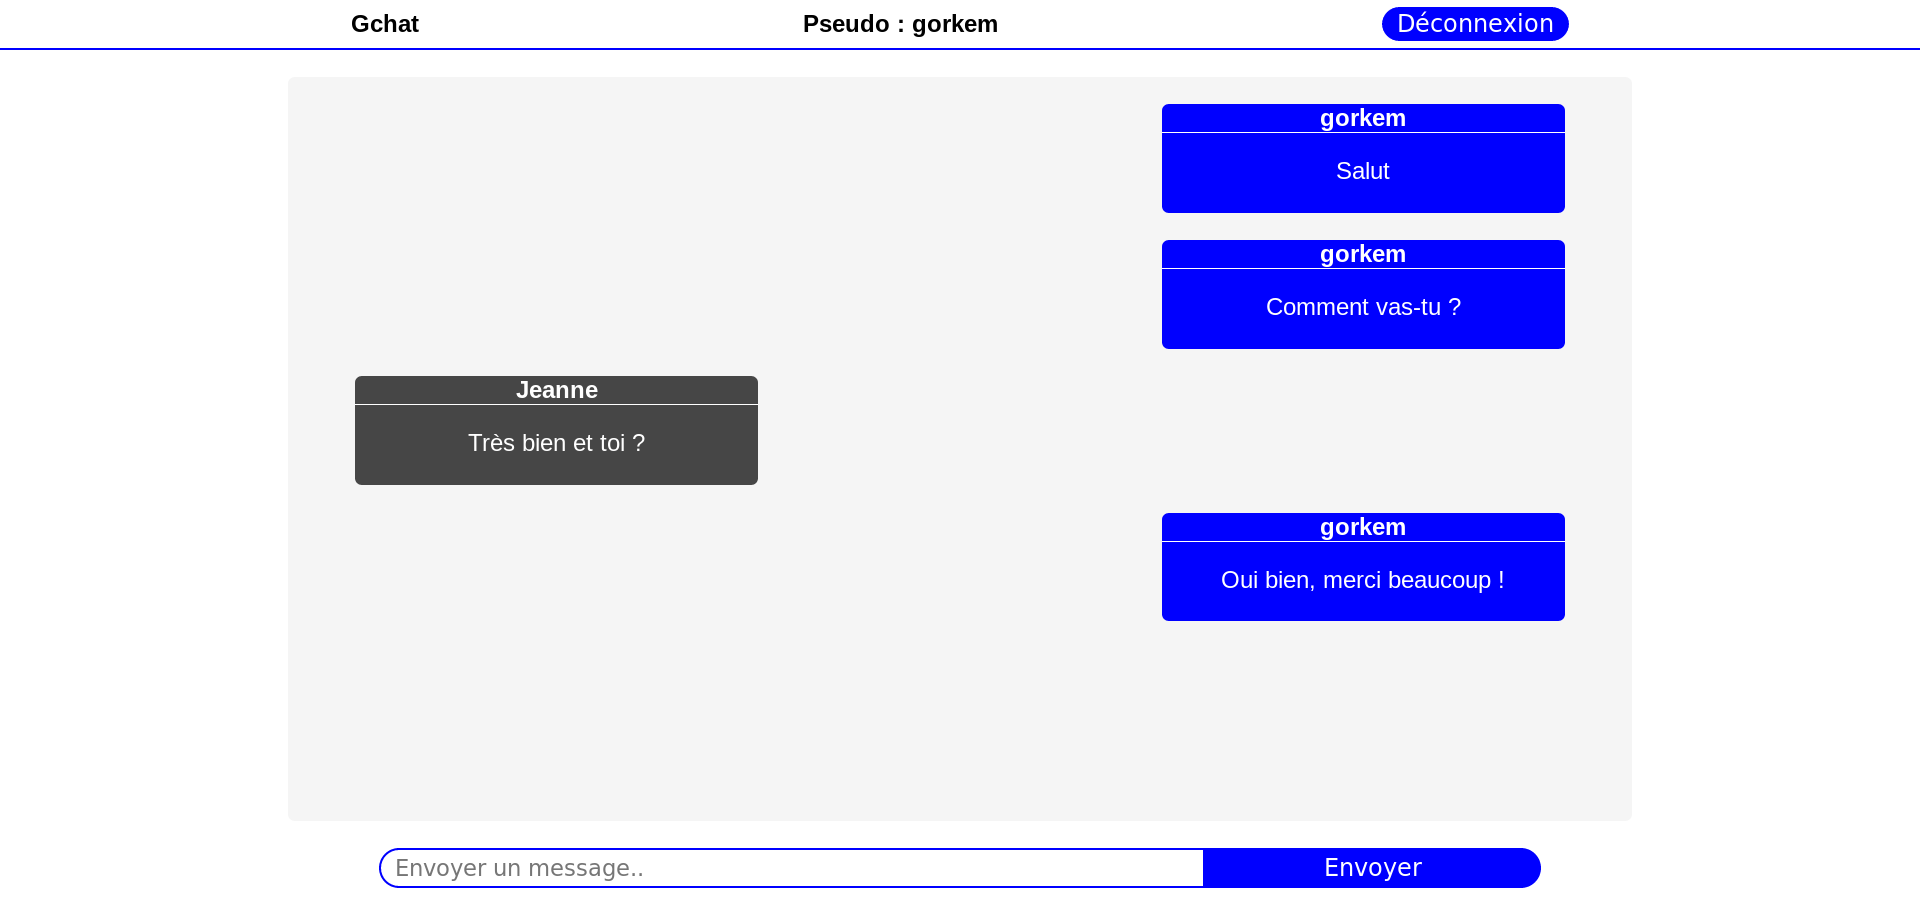 Gchat
Pseudo : gorkem
Déconnexion
gorkem
Salut
gorkem
Comment vas-tu ?
Jeanne
Très bien et toi ?
gorkem
Oui bien, merci beaucoup !
Envoyer un message..
Envoyer